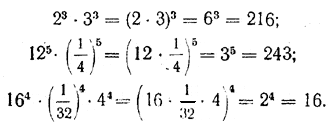 2³ · 3³ = (2 · 3)³ = 6³ = 216;
12⁵ · (1/4)⁵ = (12 · 1/4)⁵ = 3⁵ = 243;
16⁴ · (1/32)⁴ · 4⁴ = (16 · 1/32 · 4)⁴ = 2⁴ = 16.